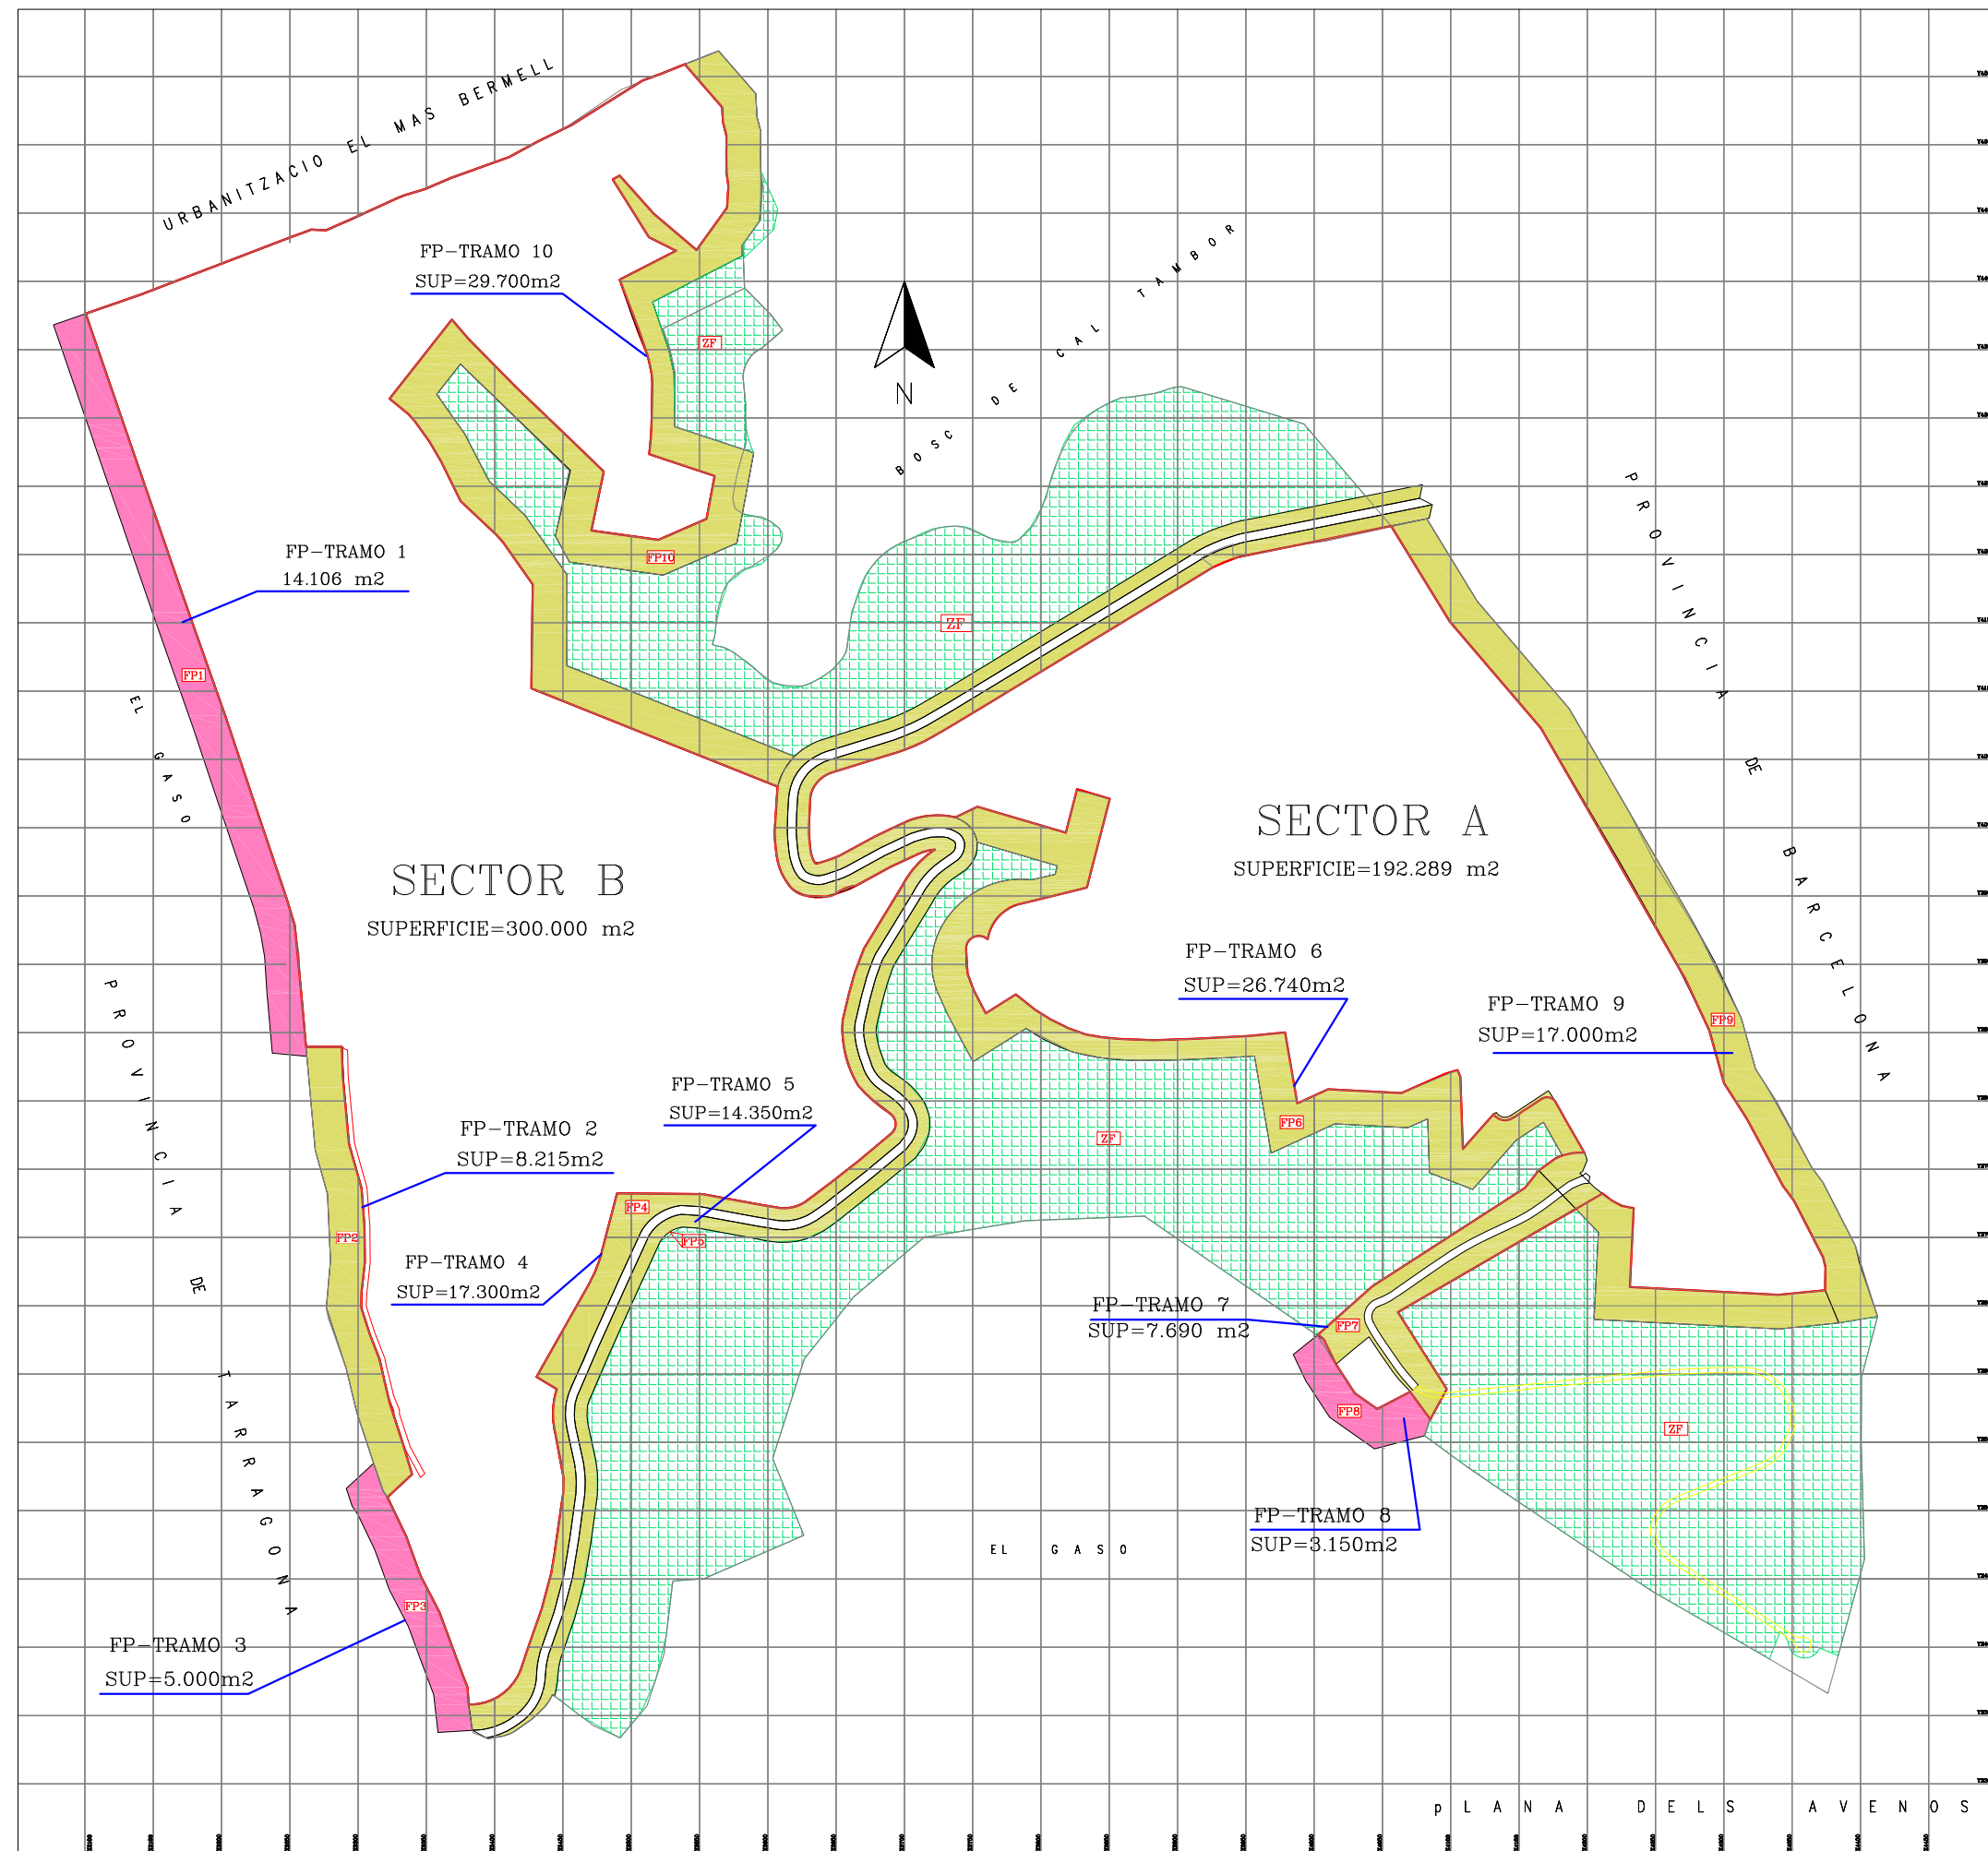 URBANITZACIO EL MAS BERMELL
FP-TRAMO 10
SUP=29.700m2
ZF
N
BOSC DE CAL TAMBOR
PROVINCIA DE BARCELONA
FP-TRAMO 1
14.106 m2
FP10
ZF
FP1
EL GASO
SECTOR A
SUPERFICIE=192.289 m2
SECTOR B
SUPERFICIE=300.000 m2
FP-TRAMO 6
SUP=26.740m2
FP-TRAMO 9
SUP=17.000m2
FP9
PROVINCIA DE TARRAGONA
FP-TRAMO 5
SUP=14.350m2
FP6
ZF
FP-TRAMO 2
SUP=8.215m2
FP4
FP2
FP5
FP-TRAMO 4
SUP=17.300m2
FP-TRAMO 7
SUP=7.690 m2
FP7
FP8
ZF
FP-TRAMO 8
SUP=3.150m2
EL GASO
FP3
FP-TRAMO 3
SUP=5.000m2
pLANA DELS AVENOS